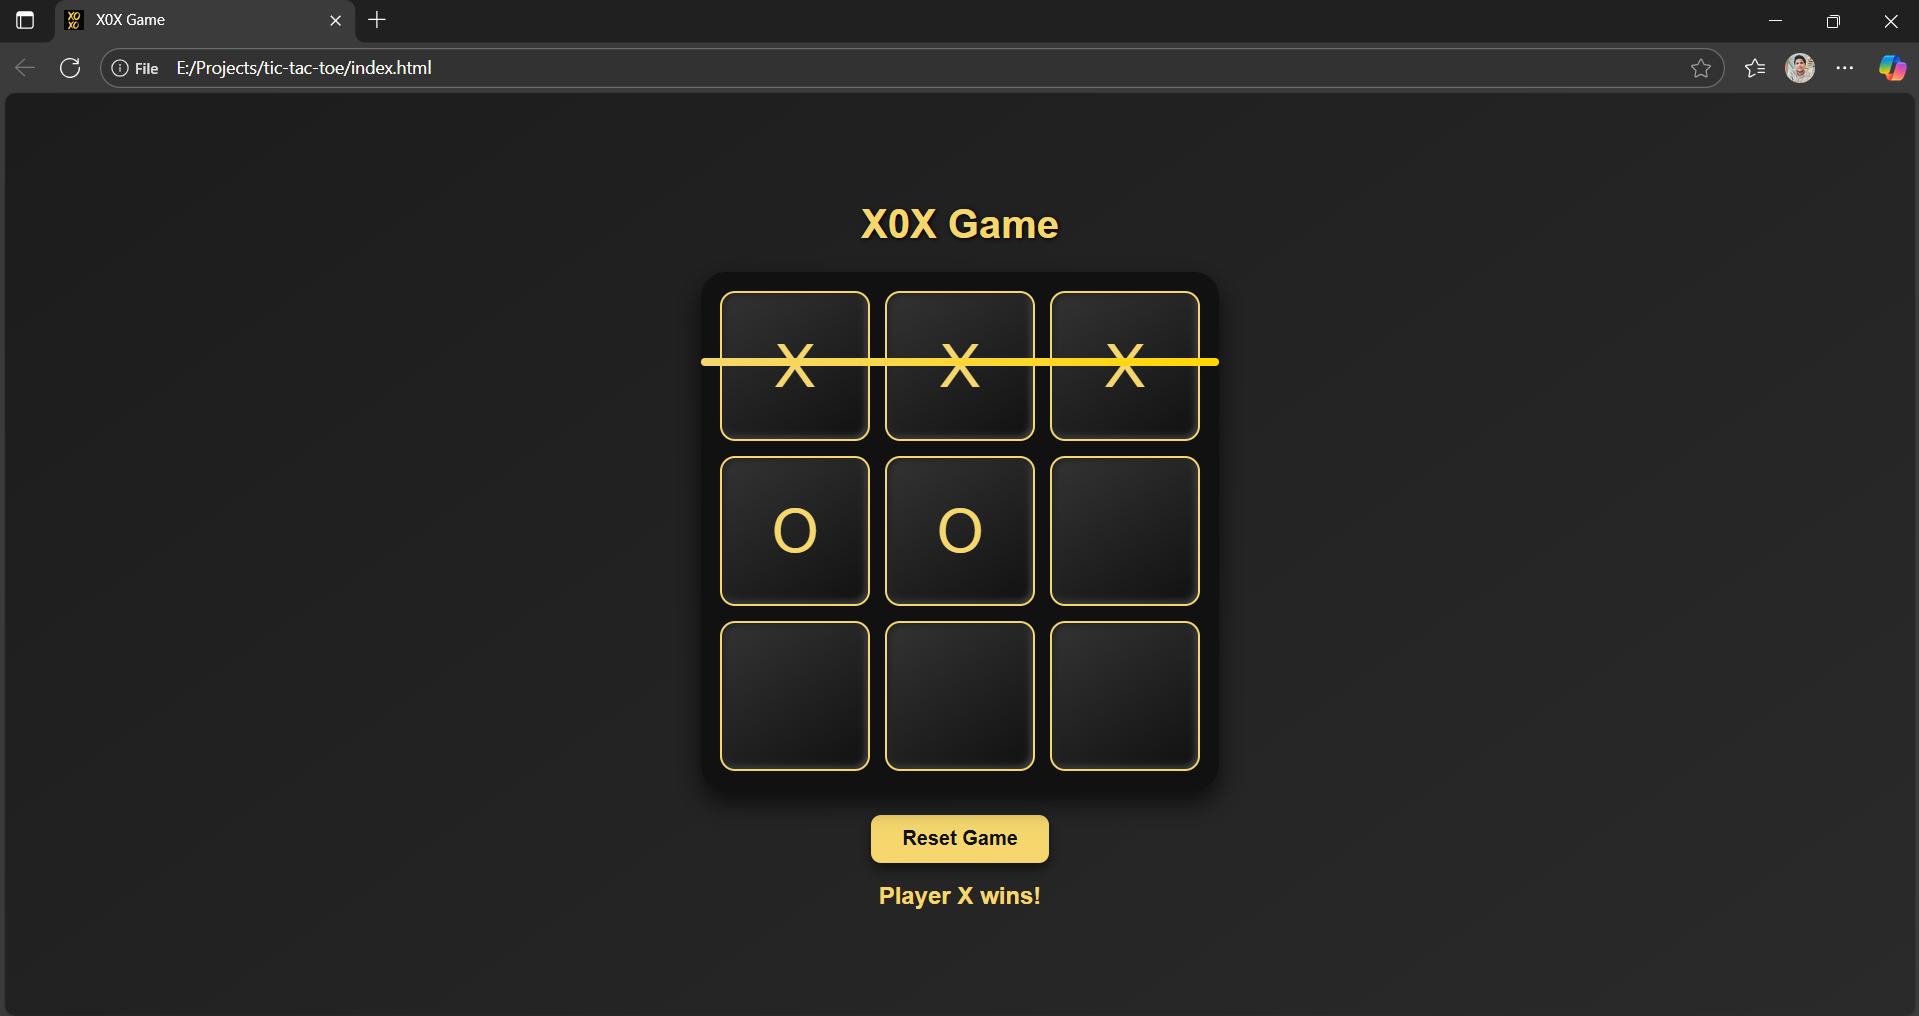 X0X Game
File E:/Projects/tic-tac-toe/index.html
X0X Game
X X X
O O
Reset Game
Player X wins!